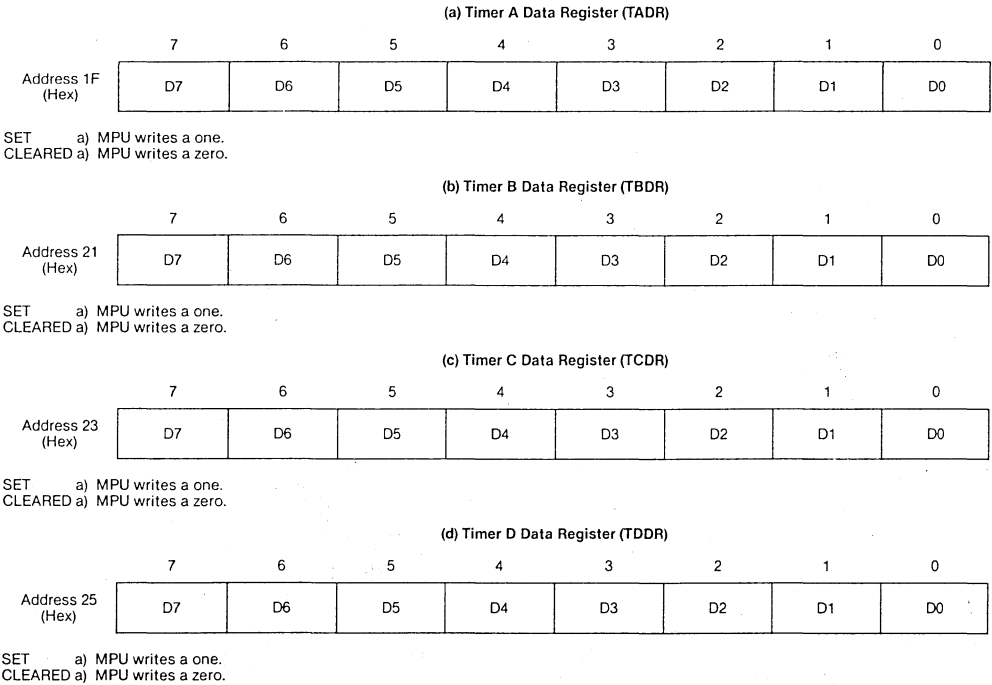 (a) Timer A Data Register (TADR)
7 6 5 4 3 2 1 0
Address 1F
(Hex)
D7 D6 D5 D4 D3 D2 D1 D0
SET a) MPU writes a one.
CLEARED a) MPU writes a zero.
(b) Timer B Data Register (TBDR)
7 6 5 4 3 2 1 0
Address 21
(Hex)
D7 D6 D5 D4 D3 D2 D1 D0
SET a) MPU writes a one.
CLEARED a) MPU writes a zero.
(c) Timer C Data Register (TCDR)
7 6 5 4 3 2 1 0
Address 23
(Hex)
D7 D6 D5 D4 D3 D2 D1 D0
SET a) MPU writes a one.
CLEARED a) MPU writes a zero.
(d) Timer D Data Register (TDDR)
7 6 5 4 3 2 1 0
Address 25
(Hex)
D7 D6 D5 D4 D3 D2 D1 D0
SET a) MPU writes a one.
CLEARED a) MPU writes a zero.